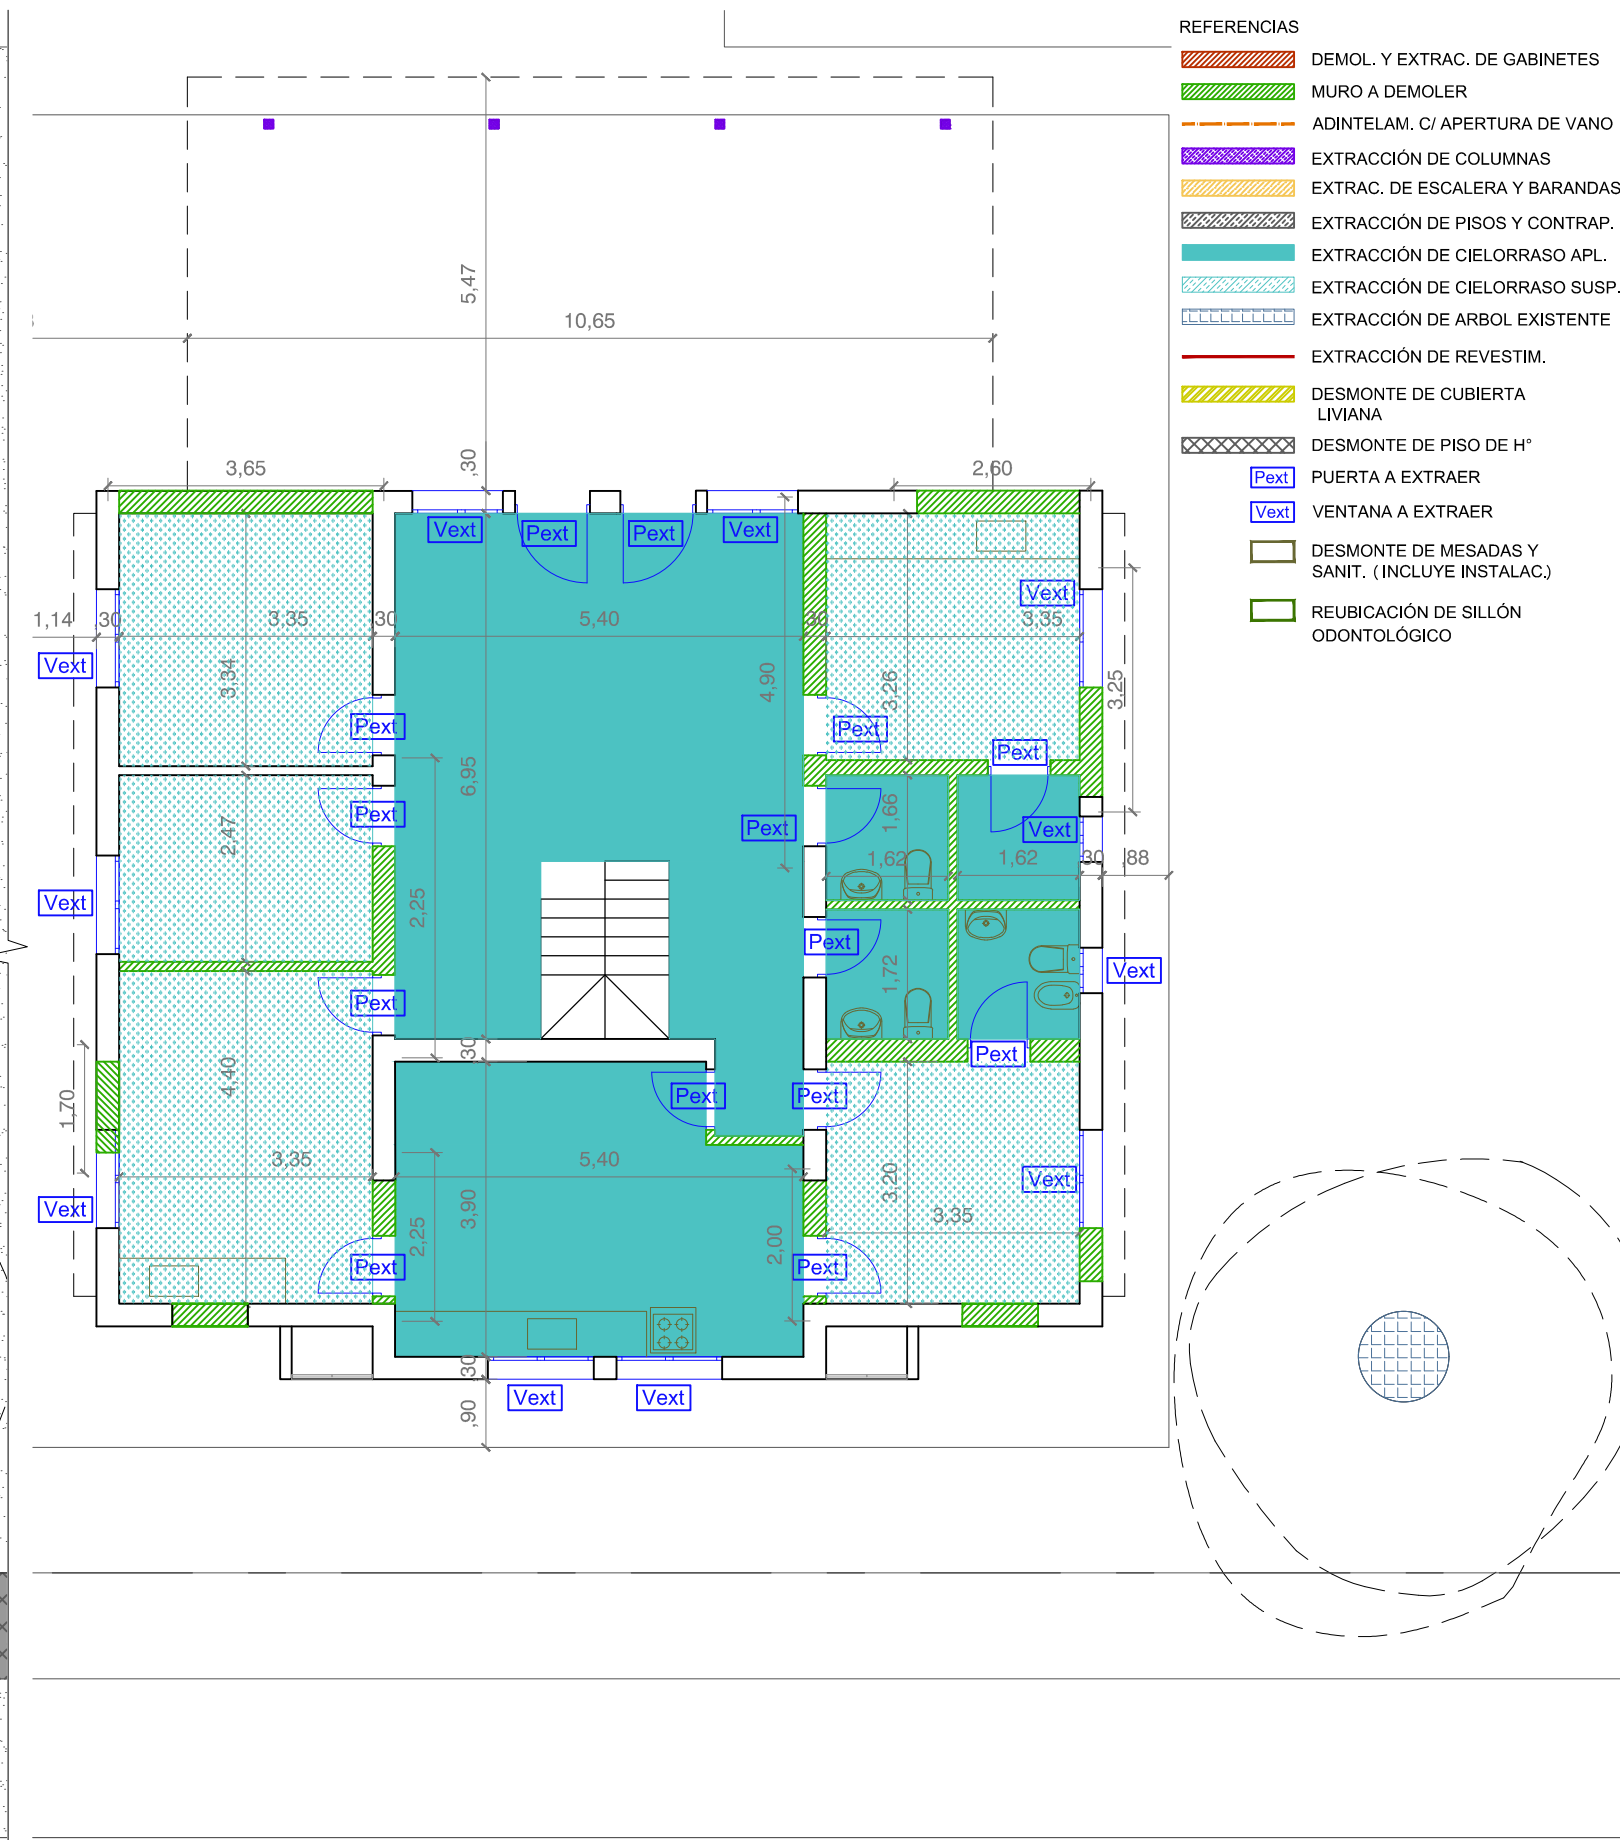 REFERENCIAS
DEMOL. Y EXTRAC. DE GABINETES
MURO A DEMOLER
ADINTELAM. C/ APERTURA DE VANO
EXTRACCIÓN DE COLUMNAS
EXTRAC. DE ESCALERA Y BARANDAS
EXTRACCIÓN DE PISOS Y CONTRAP.
EXTRACCIÓN DE CIELORRASO APL.
EXTRACCIÓN DE CIELORRASO SUSP.
EXTRACCIÓN DE ARBOL EXISTENTE
EXTRACCIÓN DE REVESTIM.
DESMONTE DE CUBIERTA
LIVIANA
DESMONTE DE PISO DE H°
Pext PUERTA A EXTRAER
Vext VENTANA A EXTRAER
DESMONTE DE MESADAS Y
SANIT. (INCLUYE INSTALAC.)
REUBICACIÓN DE SILLÓN
ODONTOLÓGICO
5,47
10,65
3,65
,30
2,60
Vext
Pext
Pext
Vext
Vext
1,14
,30
3,35
,30
5,40
,30
3,35
Vext
3,34
4,90
3,26
3,25
Pext
Pext
Pext
6,95
Pext
2,47
Pext
1,66
Vext
1,62
1,62
,30
,88
Vext
2,25
Pext
1,72
Vext
Pext
,30
Pext
4,40
1,70
Pext
Pext
3,35
5,40
3,20
Vext
Vext
3,90
2,25
2,00
3,35
Pext
Pext
,30
Vext
Vext
,90